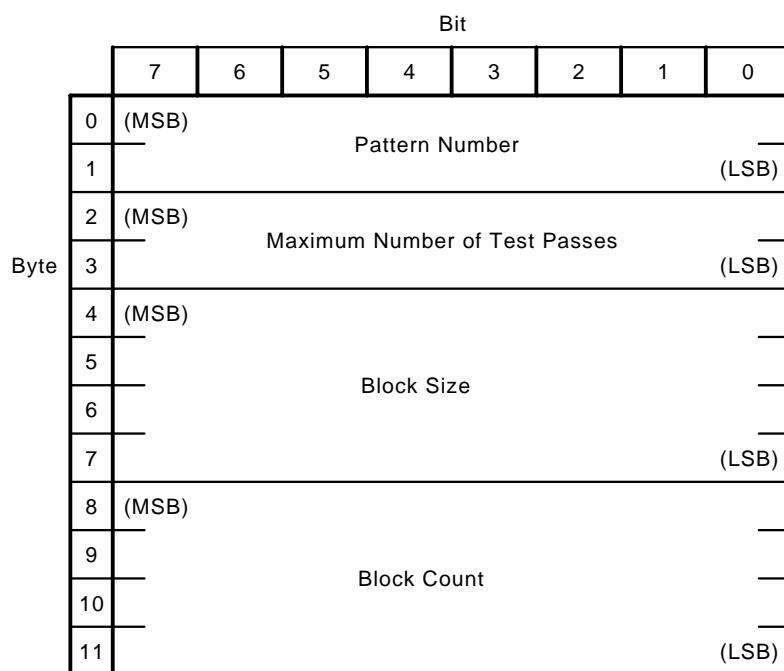 Bit
7 6 5 4 3 2 1 0
0 (MSB)
Pattern Number
1 (LSB)
2 (MSB)
Maximum Number of Test Passes
Byte 3 (LSB)
4 (MSB)
5
Block Size
6
7 (LSB)
8 (MSB)
9
Block Count
10
11 (LSB)